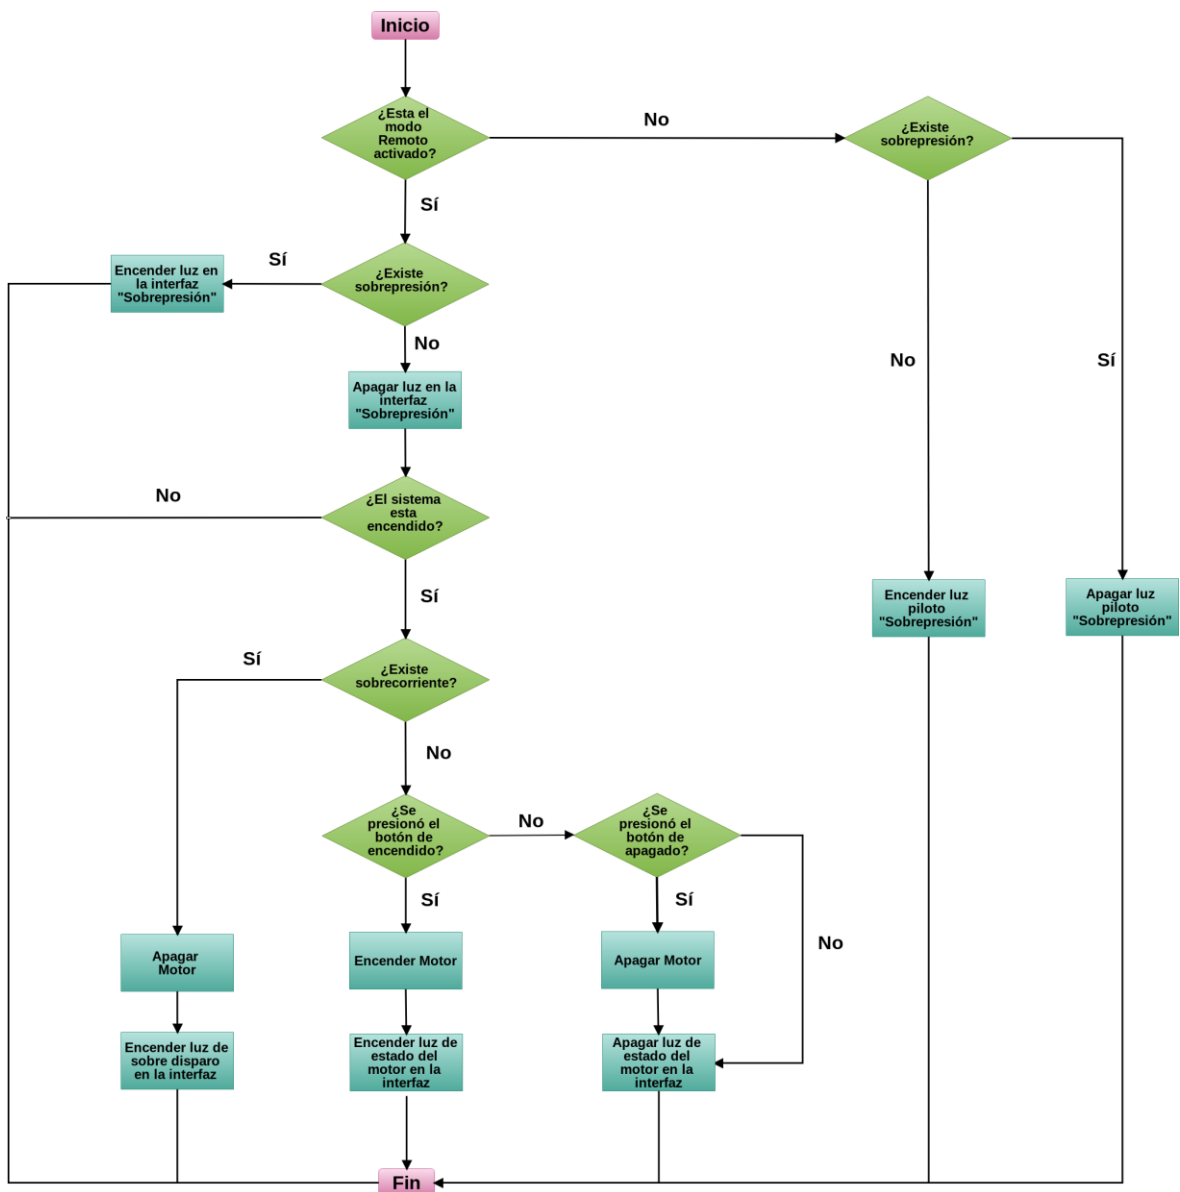 Inicio
¿Esta el
modo
Remoto
activado?
No
¿Existe
sobrepresión?
Sí
Sí
Encender luz en
la interfaz
"Sobrepresión"
¿Existe
sobrepresión?
No
No
Sí
Apagar luz en la
interfaz
"Sobrepresión"
No
¿El sistema
esta
encendido?
Sí
Encender luz
piloto
"Sobrepresión"
Apagar luz
piloto
"Sobrepresión"
Sí
¿Existe
sobrecorriente?
No
¿Se
presionó el
botón de
encendido?
No
¿Se
presionó el
botón de
apagado?
Sí
Sí
No
Apagar
Motor
Encender Motor
Apagar Motor
Encender luz de
sobre disparo
en la interfaz
Encender luz de
estado del
motor en la
interfaz
Apagar luz de
estado del
motor en la
interfaz
Fin